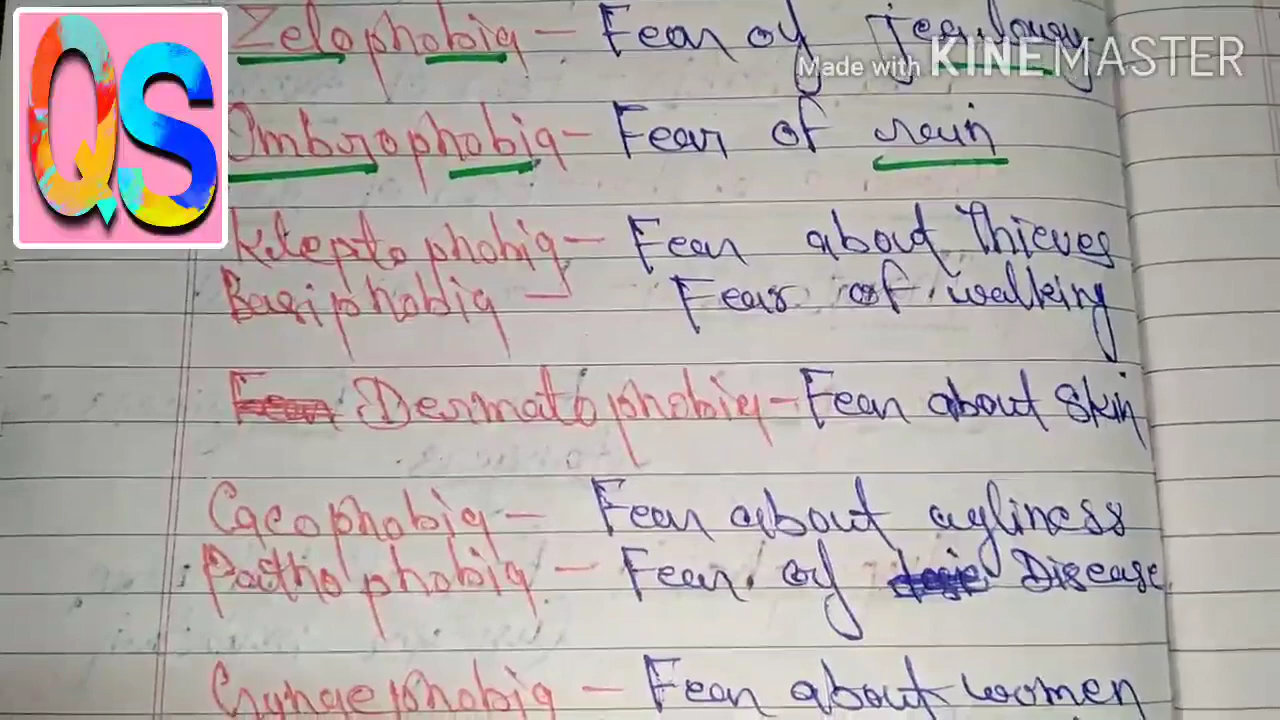 QS
Zelophobia - Fear of Jealousy
Made with KINEMASTER
Ombrophobia - Fear of rain
Kleptophobia - Fear about Thieves
Basiphobia - Fear of walking
Dermatophobia - Fear about Skin
Cacophobia - Fear about ugliness
Pathophobia - Fear of Disease
Gynaephobia - Fear about women